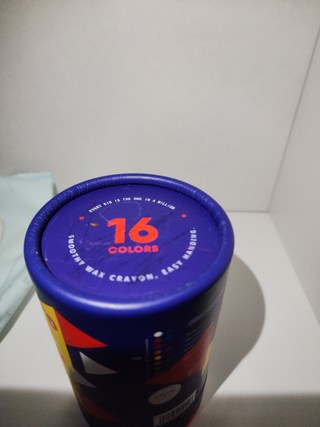 EVERY KID IS THE ONE IN A MILLION
16
COLORS
SMOOTHY WAX CRAYON, EASY HANDING